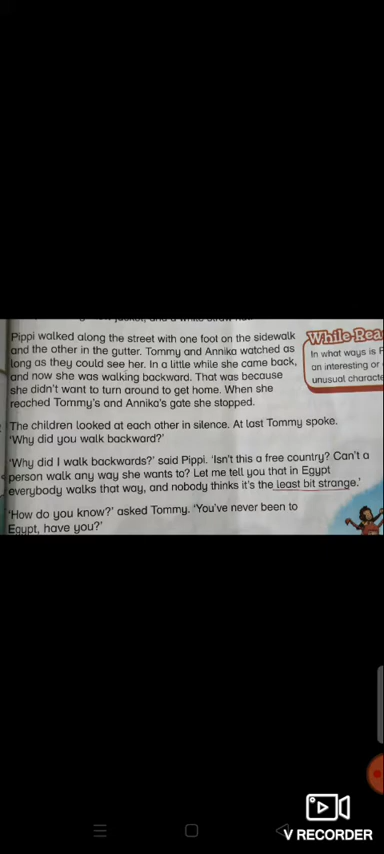 Pippi walked along the street with one foot on the sidewalk
and the other in the gutter. Tommy and Annika watched as
long as they could see her. In a little while she came back,
and now she was walking backward. That was because
she didn't want to turn around to get home. When she
reached Tommy's and Annika's gate she stopped.
While-Rea
In what ways is P
an interesting or
unusual characte
The children looked at each other in silence. At last Tommy spoke.
'Why did you walk backward?'
'Why did I walk backwards?' said Pippi. 'Isn't this a free country? Can't a
person walk any way she wants to? Let me tell you that in Egypt
everybody walks that way, and nobody thinks it's the least bit strange.'
'How do you know?' asked Tommy. 'You've never been to
Egypt, have you?'
V RECORDER